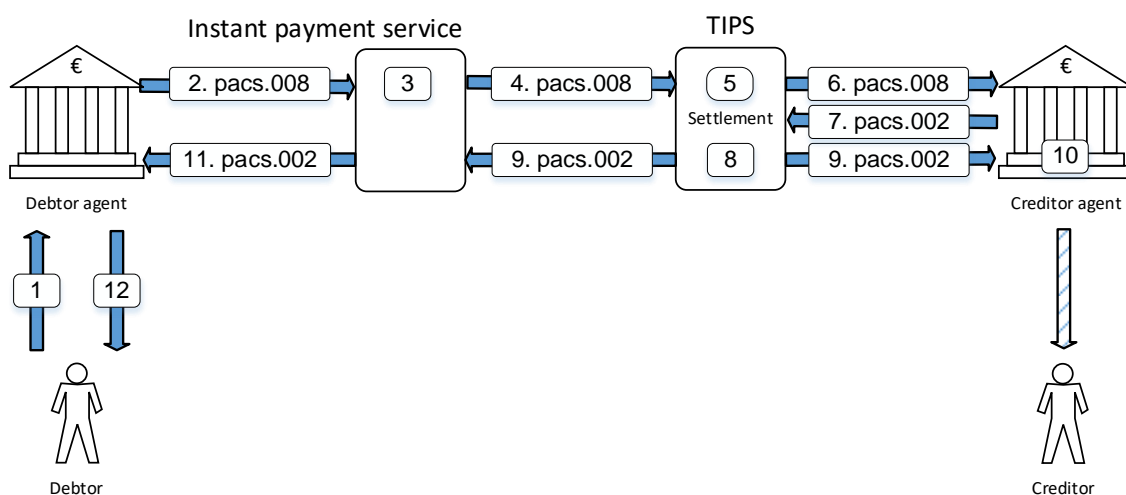 Instant payment service
TIPS
€
€
2. pacs.008
3
4. pacs.008
5
6. pacs.008
Settlement
7. pacs.002
11. pacs.002
9. pacs.002
8
9. pacs.002
10
Debtor agent
Creditor agent
1
12
Debtor
Creditor